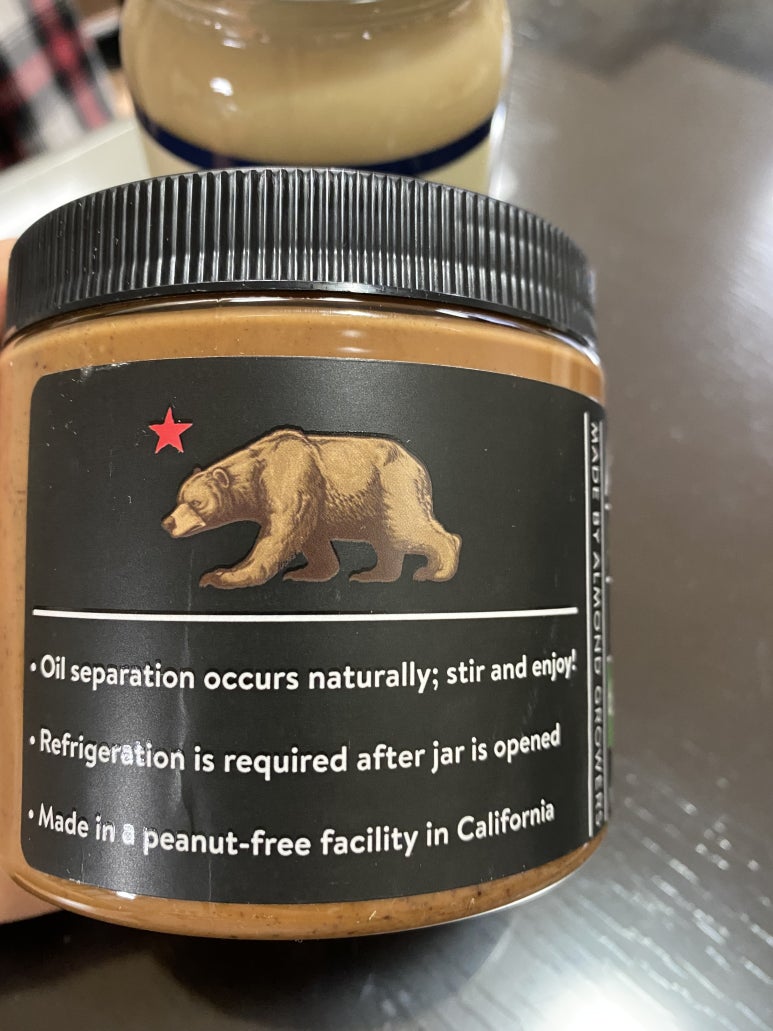 • Oil separation occurs naturally; stir and enjoy!
• Refrigeration is required after jar is opened
• Made in a peanut-free facility in California
MADE BY ALMOND GROWERS